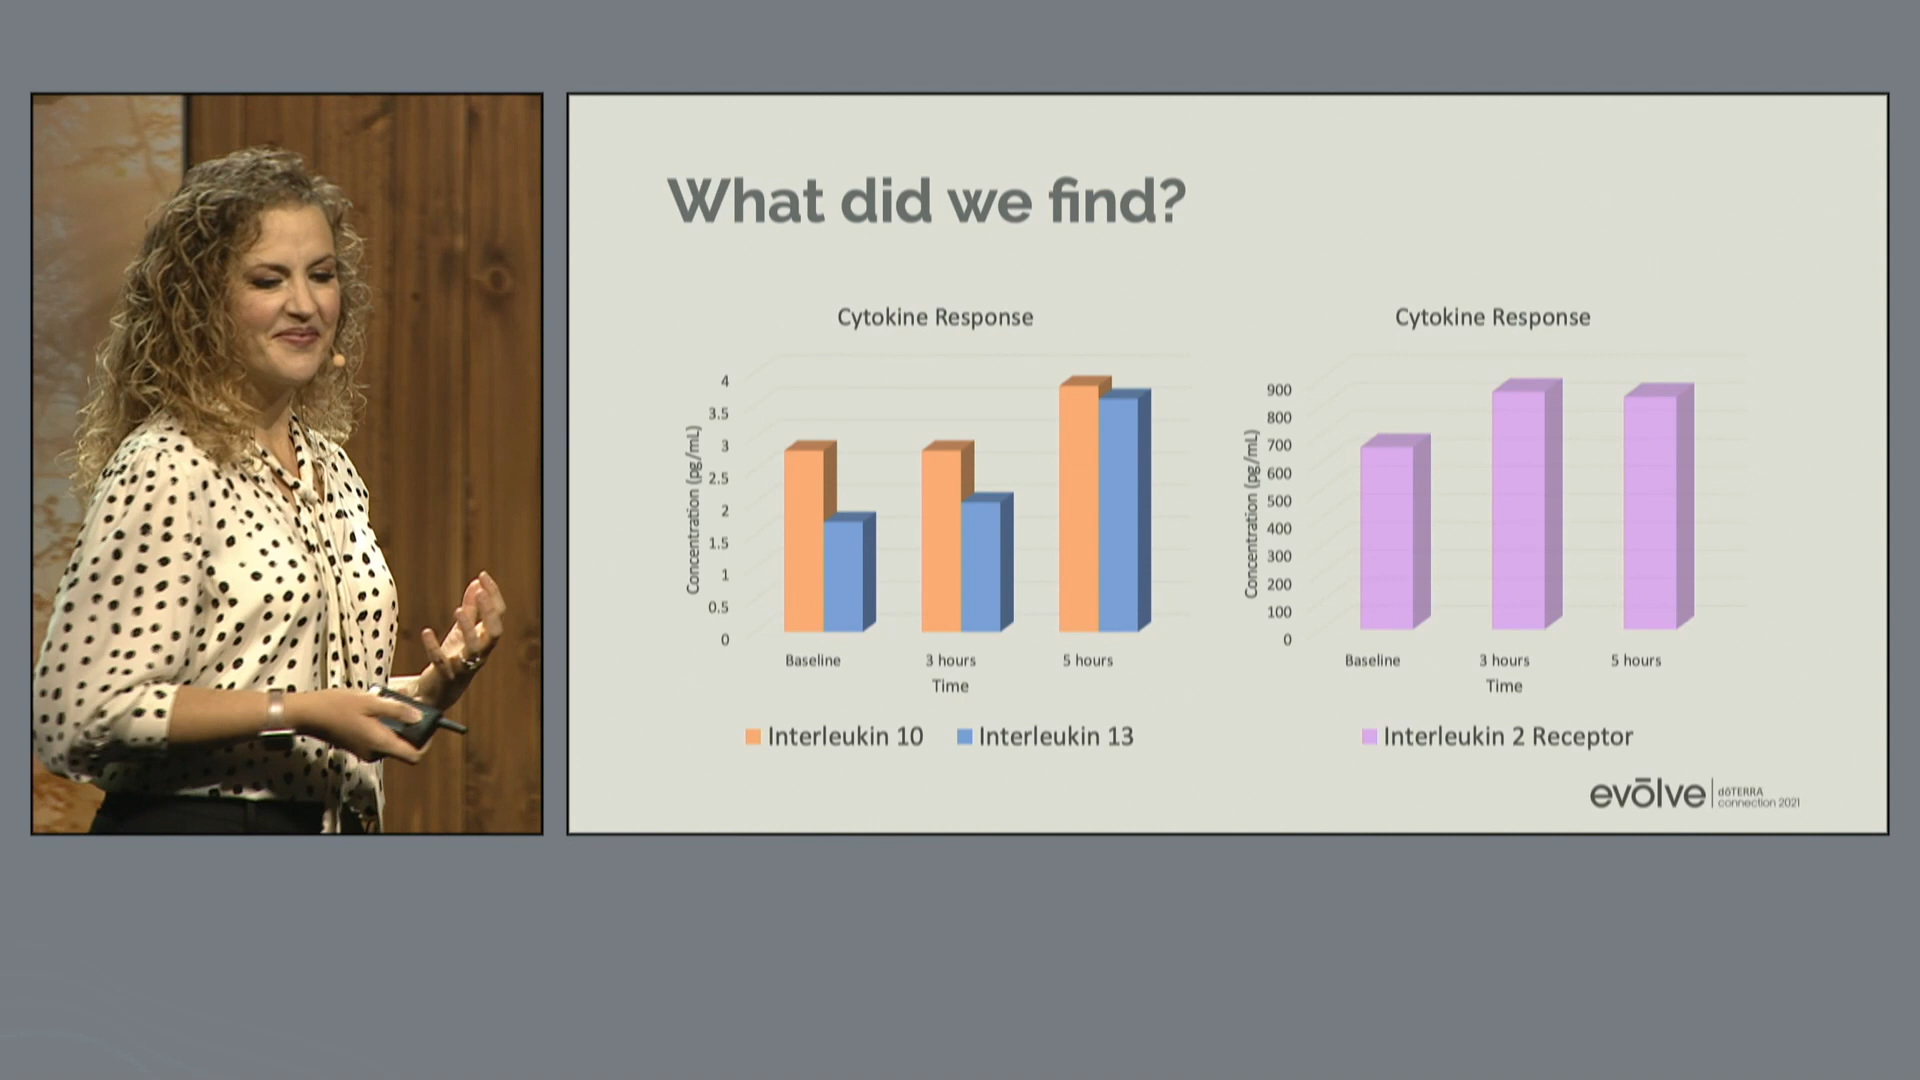 What did we find?
Cytokine Response
Concentration (pg/mL)
4
3.5
3
2.5
2
1.5
1
0.5
0
Baseline
3 hours
5 hours
Time
Interleukin 10
Interleukin 13
Cytokine Response
Concentration (pg/mL)
900
800
700
600
500
400
300
200
100
0
Baseline
3 hours
5 hours
Time
Interleukin 2 Receptor
evōlve
dōTERRA
connection 2021